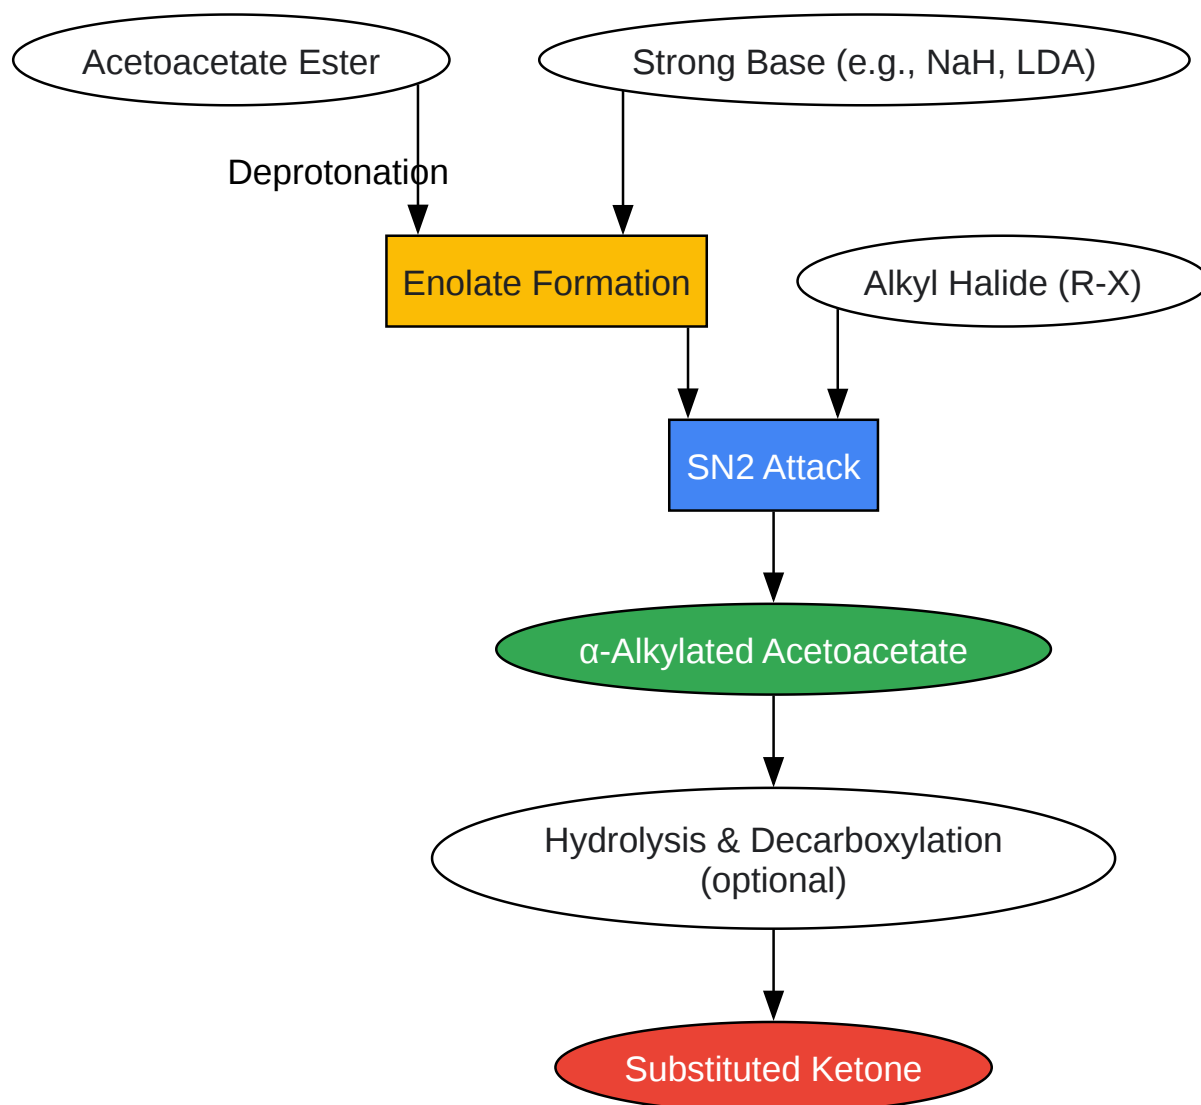 Acetoacetate Ester
Strong Base (e.g., NaH, LDA)
Deprotonation
Enolate Formation
Alkyl Halide (R-X)
SN2 Attack
α-Alkylated Acetoacetate
Hydrolysis & Decarboxylation
(optional)
Substituted Ketone